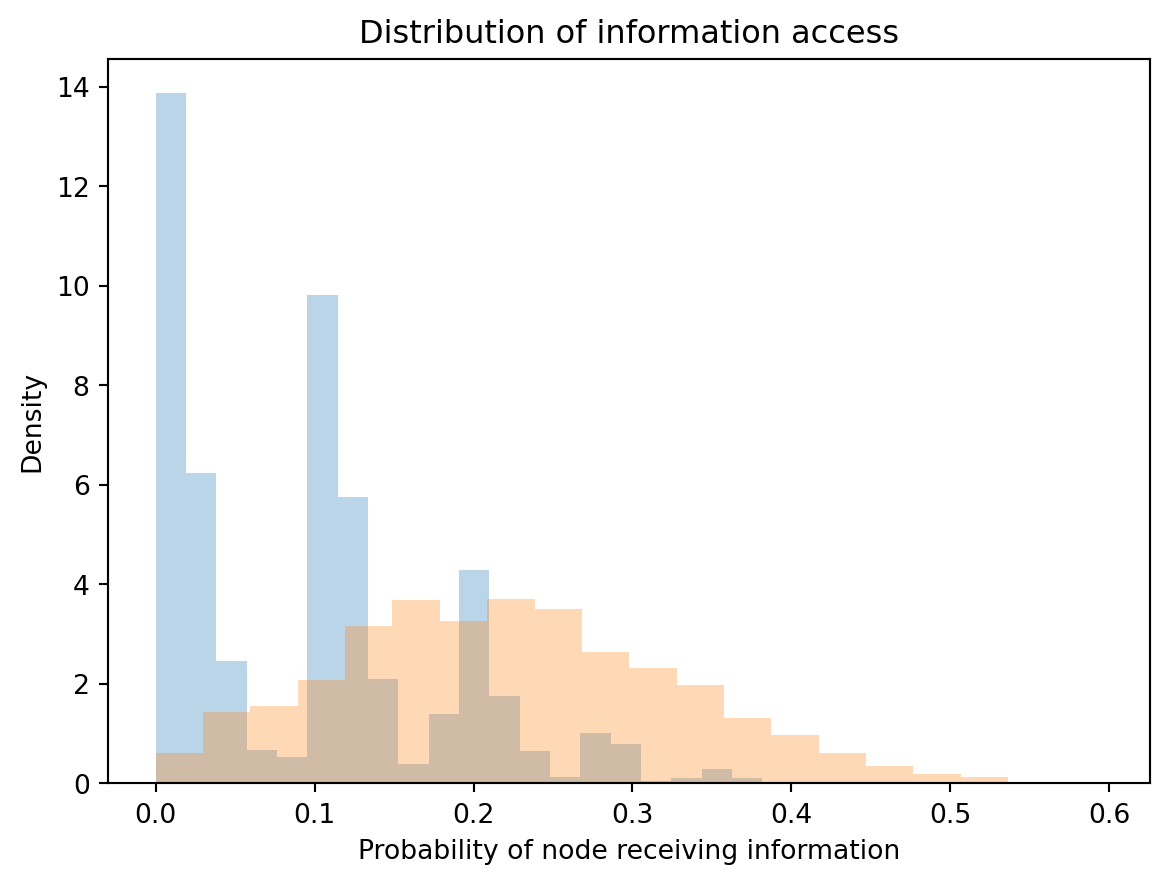 Distribution of information access
14
12
10
8
6
4
2
0
Density
0.0 0.1 0.2 0.3 0.4 0.5 0.6
Probability of node receiving information